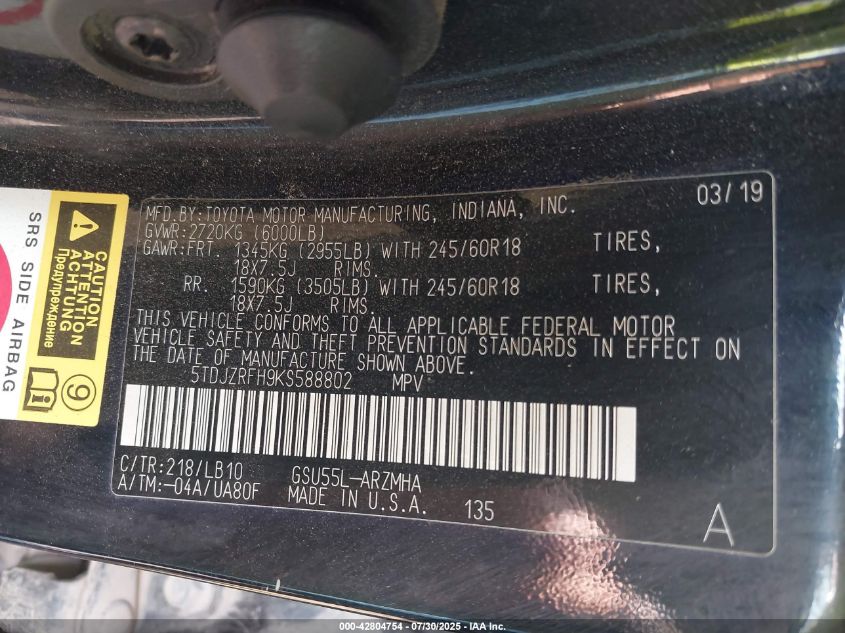 MFD.BY:TOYOTA MOTOR MANUFACTURING, INDIANA, INC. 03/19
GVWR:2720KG (6000LB)
GAWR:FRT. 1345KG (2955LB) WITH 245/60R18 TIRES,
18X7.5J RIMS.
RR. 1590KG (3505LB) WITH 245/60R18 TIRES,
18X7.5J RIMS.
THIS VEHICLE CONFORMS TO ALL APPLICABLE FEDERAL MOTOR
VEHICLE SAFETY AND THEFT PREVENTION STANDARDS IN EFFECT ON
THE DATE OF MANUFACTURE SHOWN ABOVE.
5TDJZRFH9KS588802 MPV
C/TR:218/LB10 GSU55L-ARZMHA
A/TM:-04A/UA80F MADE IN U.S.A. 135
A
SRS SIDE AIRBAG
CAUTION
ATTENTION
ACHTUNG
Предупреждение
9
000-42804754 - 07/30/2025 - IAA Inc.